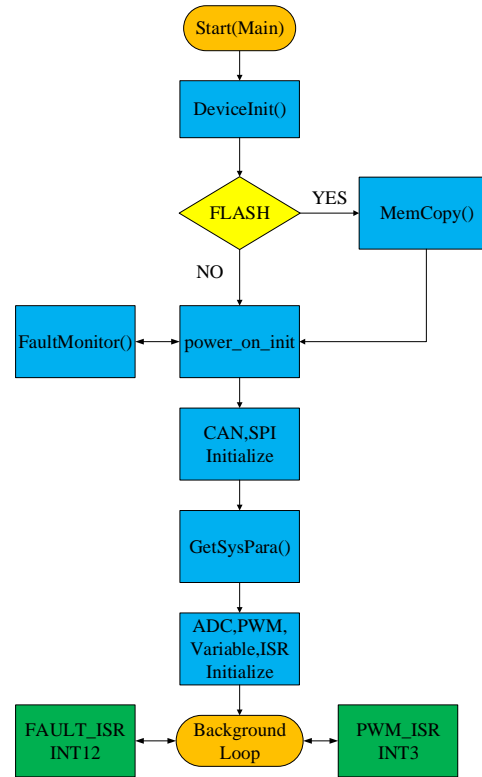 Start(Main)
DeviceInit()
FLASH
YES
MemCopy()
NO
FaultMonitor()
power_on_init
CAN,SPI
Initialize
GetSysPara()
ADC,PWM,
Variable,ISR
Initialize
FAULT_ISR
INT12
Background
Loop
PWM_ISR
INT3